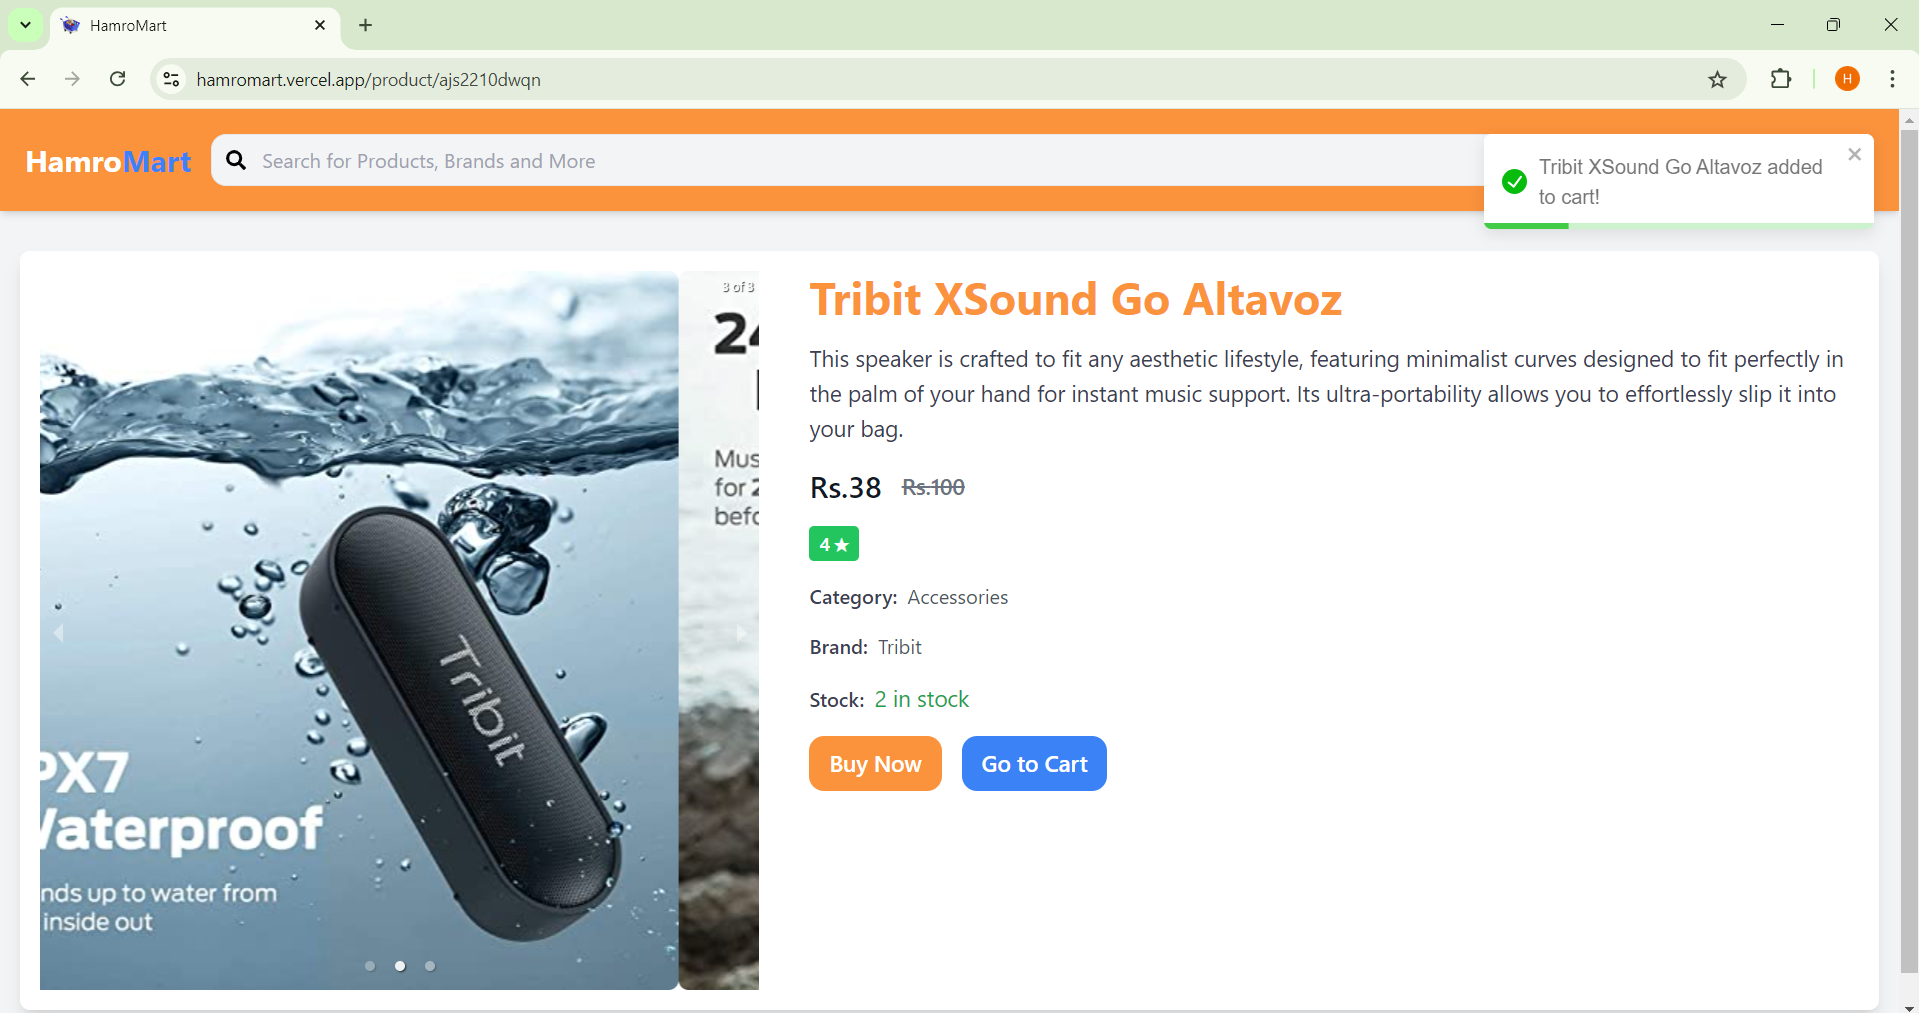 HamroMart
hamromart.vercel.app/product/ajs2210dwqn
H
HamroMart
Search for Products, Brands and More
Tribit XSound Go Altavoz added
to cart!
3 of 3
24
Mus
for 2
befo
Tribit
PX7
Waterproof
nds up to water from
inside out
Tribit XSound Go Altavoz
This speaker is crafted to fit any aesthetic lifestyle, featuring minimalist curves designed to fit perfectly in
the palm of your hand for instant music support. Its ultra-portability allows you to effortlessly slip it into
your bag.
Rs.38 Rs.100
4★
Category: Accessories
Brand: Tribit
Stock: 2 in stock
Buy Now Go to Cart